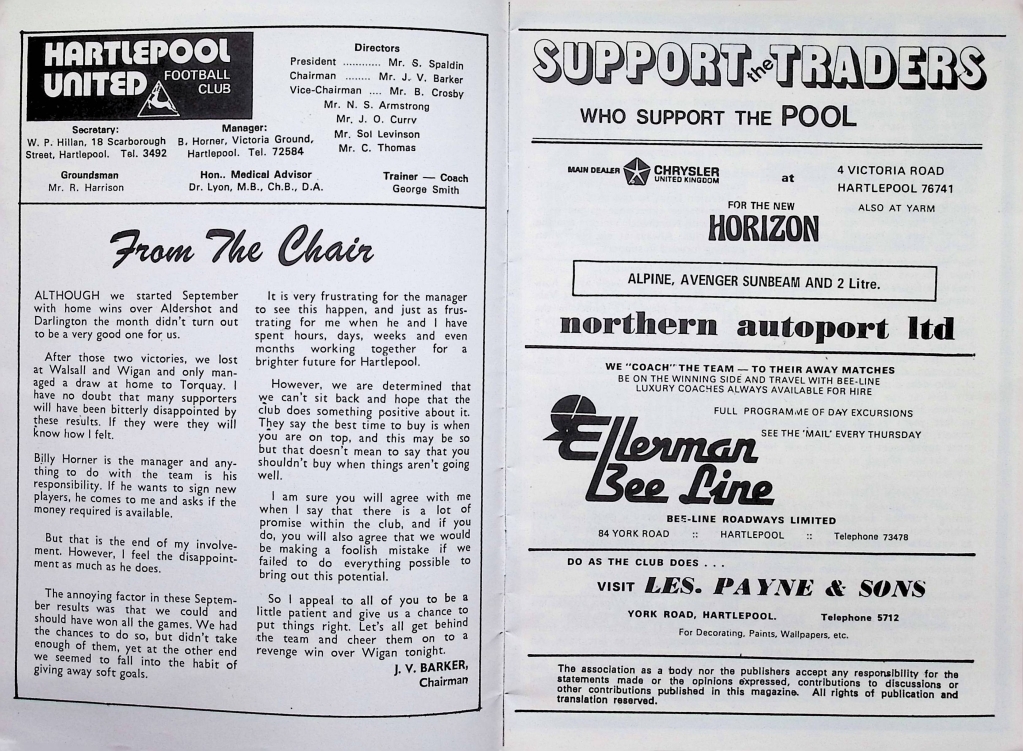 HARTLEPOOL
UNITED FOOTBALL
CLUB
Directors
President ............ Mr. S. Spaldin
Chairman ........ Mr. J. V. Barker
Vice-Chairman .... Mr. B. Crosby
Mr. N. S. Armstrong
Mr. J. O. Curry
Mr. Sol Levinson
Mr. C. Thomas
Secretary:
W. P. Hillan, 18 Scarborough
Street, Hartlepool. Tel. 3492
Manager:
B. Horner, Victoria Ground,
Hartlepool. Tel. 72584
Groundsman
Mr. R. Harrison
Hon.. Medical Advisor
Dr. Lyon, M.B., Ch.B., D.A.
Trainer — Coach
George Smith
From The Chair
ALTHOUGH we started September
with home wins over Aldershot and
Darlington the month didn't turn out
to be a very good one for us.
After those two victories, we lost
at Walsall and Wigan and only man-
aged a draw at home to Torquay. I
have no doubt that many supporters
will have been bitterly disappointed by
these results. If they were they will
know how I felt.
Billy Horner is the manager and any-
thing to do with the team is his
responsibility. If he wants to sign new
players, he comes to me and asks if the
money required is available.
But that is the end of my involve-
ment. However, I feel the disappoint-
ment as much as he does.
The annoying factor in these Septem-
ber results was that we could and
should have won all the games. We had
the chances to do so, but didn't take
enough of them, yet at the other end
we seemed to fall into the habit of
giving away soft goals.
It is very frustrating for the manager
to see this happen, and just as frus-
trating for me when he and I have
spent hours, days, weeks and even
months working together for a
brighter future for Hartlepool.
However, we are determined that
we can't sit back and hope that the
club does something positive about it.
They say the best time to buy is when
you are on top, and this may be so
but that doesn't mean to say that you
shouldn't buy when things aren't going
well.
I am sure you will agree with me
when I say that there is a lot of
promise within the club, and if you
do, you will also agree that we would
be making a foolish mistake if we
failed to do everything possible to
bring out this potential.
So I appeal to all of you to be a
little patient and give us a chance to
put things right. Let's all get behind
the team and cheer them on to a
revenge win over Wigan tonight.
J. V. BARKER,
Chairman
SUPPORT the TRADERS
WHO SUPPORT THE POOL
MAIN DEALER CHRYSLER
UNITED KINGDOM
at
4 VICTORIA ROAD
HARTLEPOOL 76741
ALSO AT YARM
FOR THE NEW
HORIZON
ALPINE, AVENGER SUNBEAM AND 2 Litre.
northern autoport ltd
WE "COACH" THE TEAM — TO THEIR AWAY MATCHES
BE ON THE WINNING SIDE AND TRAVEL WITH BEE-LINE
LUXURY COACHES ALWAYS AVAILABLE FOR HIRE
FULL PROGRAMME OF DAY EXCURSIONS
SEE THE 'MAIL' EVERY THURSDAY
Ellerman
Bee Line
BEE-LINE ROADWAYS LIMITED
84 YORK ROAD :: HARTLEPOOL :: Telephone 73478
DO AS THE CLUB DOES . . .
VISIT LES. PAYNE & SONS
YORK ROAD, HARTLEPOOL. Telephone 5712
For Decorating, Paints, Wallpapers, etc.
The association as a body nor the publishers accept any responsibility for the
statements made or the opinions expressed, contributions to discussions or
other contributions published in this magazine. All rights of publication and
translation reserved.